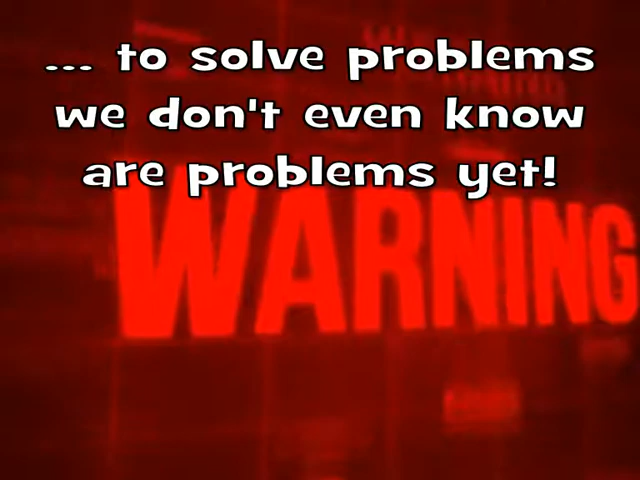 ... to solve problems
we don't even know
are problems yet!
WARNING